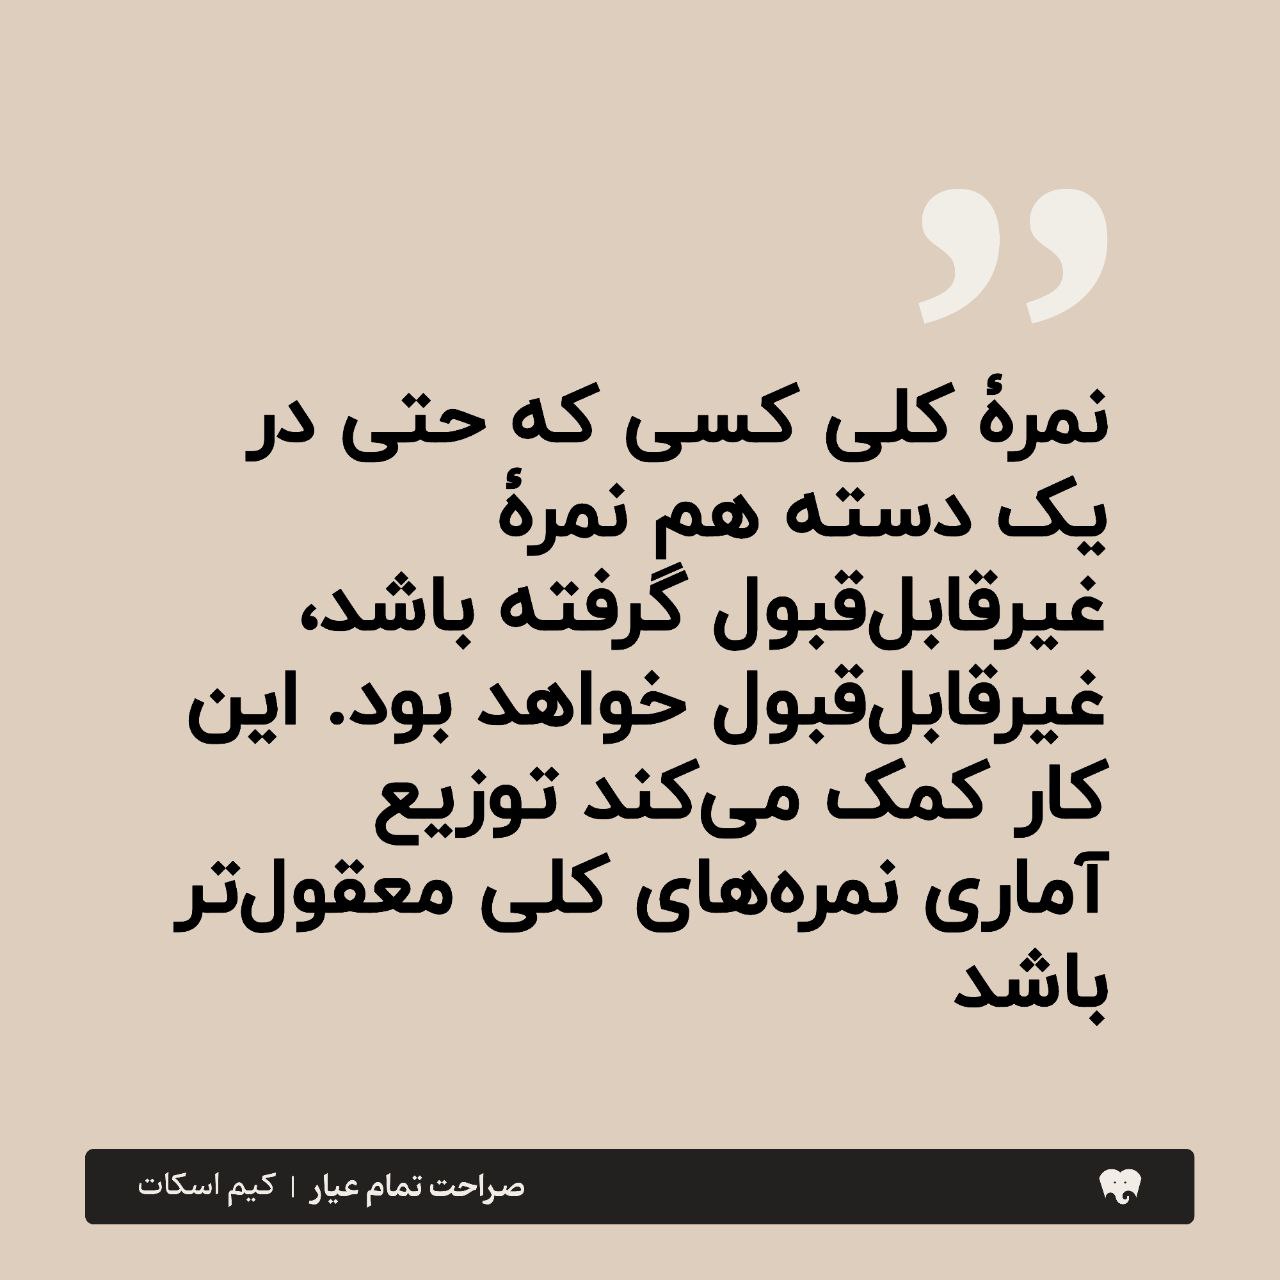 ”
نمرهٔ کلی کسی که حتی در
یک دسته هم نمرهٔ
غیرقابل‌قبول گرفته باشد،
غیرقابل‌قبول خواهد بود. این
کار کمک می‌کند توزیع
آماری نمره‌های کلی معقول‌تر
باشد
صراحت تمام عیار | کیم اسکات